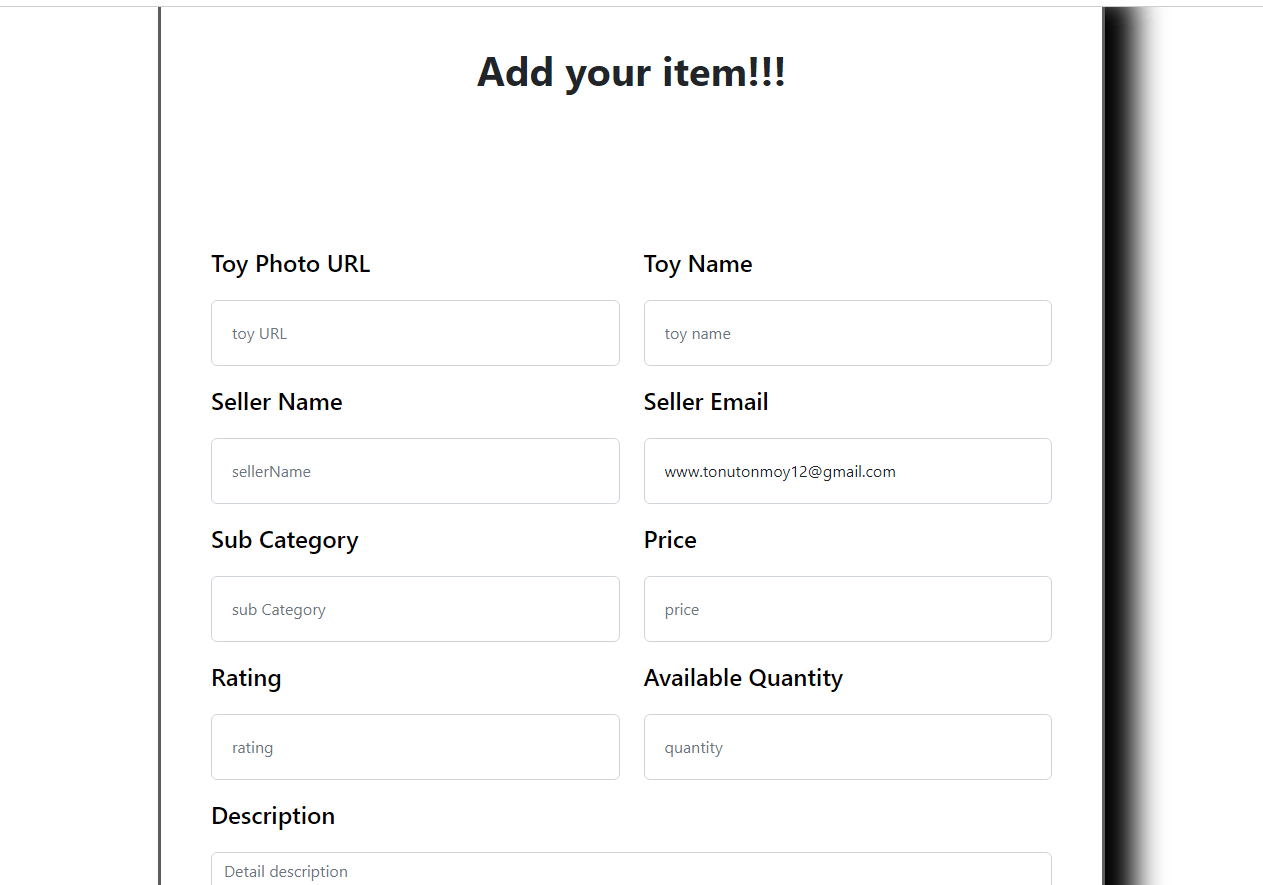 Add your item!!!
Toy Photo URL
Toy Name
toy URL
toy name
Seller Name
Seller Email
sellerName
www.tonutonmoy12@gmail.com
Sub Category
Price
sub Category
price
Rating
Available Quantity
rating
quantity
Description
Detail description